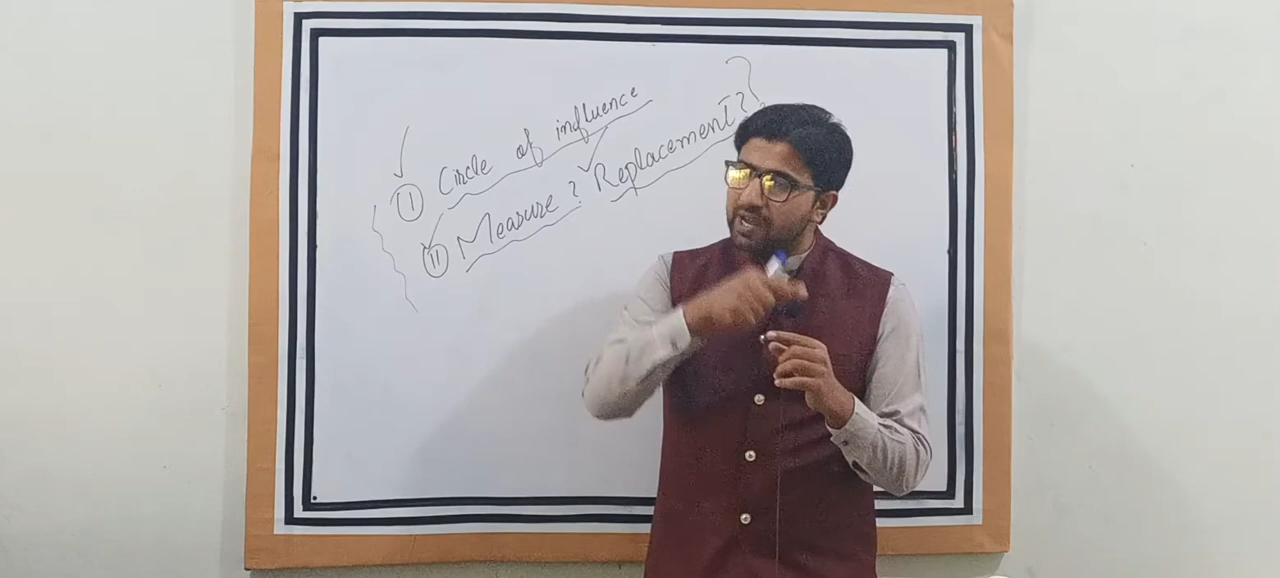 (I) Circle of influence
(II) Measure ? Replacement ?